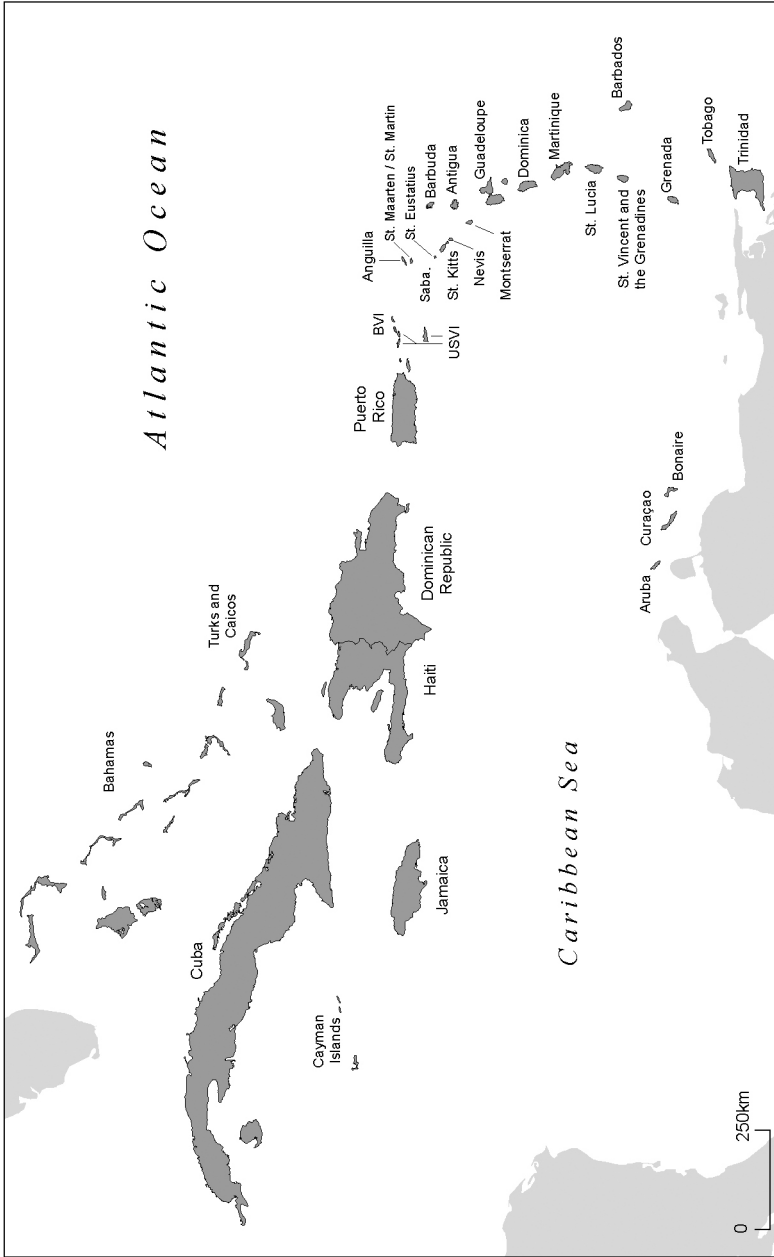 Atlantic Ocean
Bahamas
Turks and
Caicos
Cuba
Cayman
Islands
Jamaica
Haiti
Dominican
Republic
Puerto
Rico
BVI
USVI
Anguilla
St. Maarten / St. Martin
St. Eustatius
Saba.
Barbuda
St. Kitts
Antigua
Nevis
Montserrat
Guadeloupe
Dominica
Martinique
St. Lucia
Barbados
St. Vincent and
the Grenadines
Grenada
Tobago
Trinidad
Caribbean Sea
Aruba
Curaçao
Bonaire
0
250km